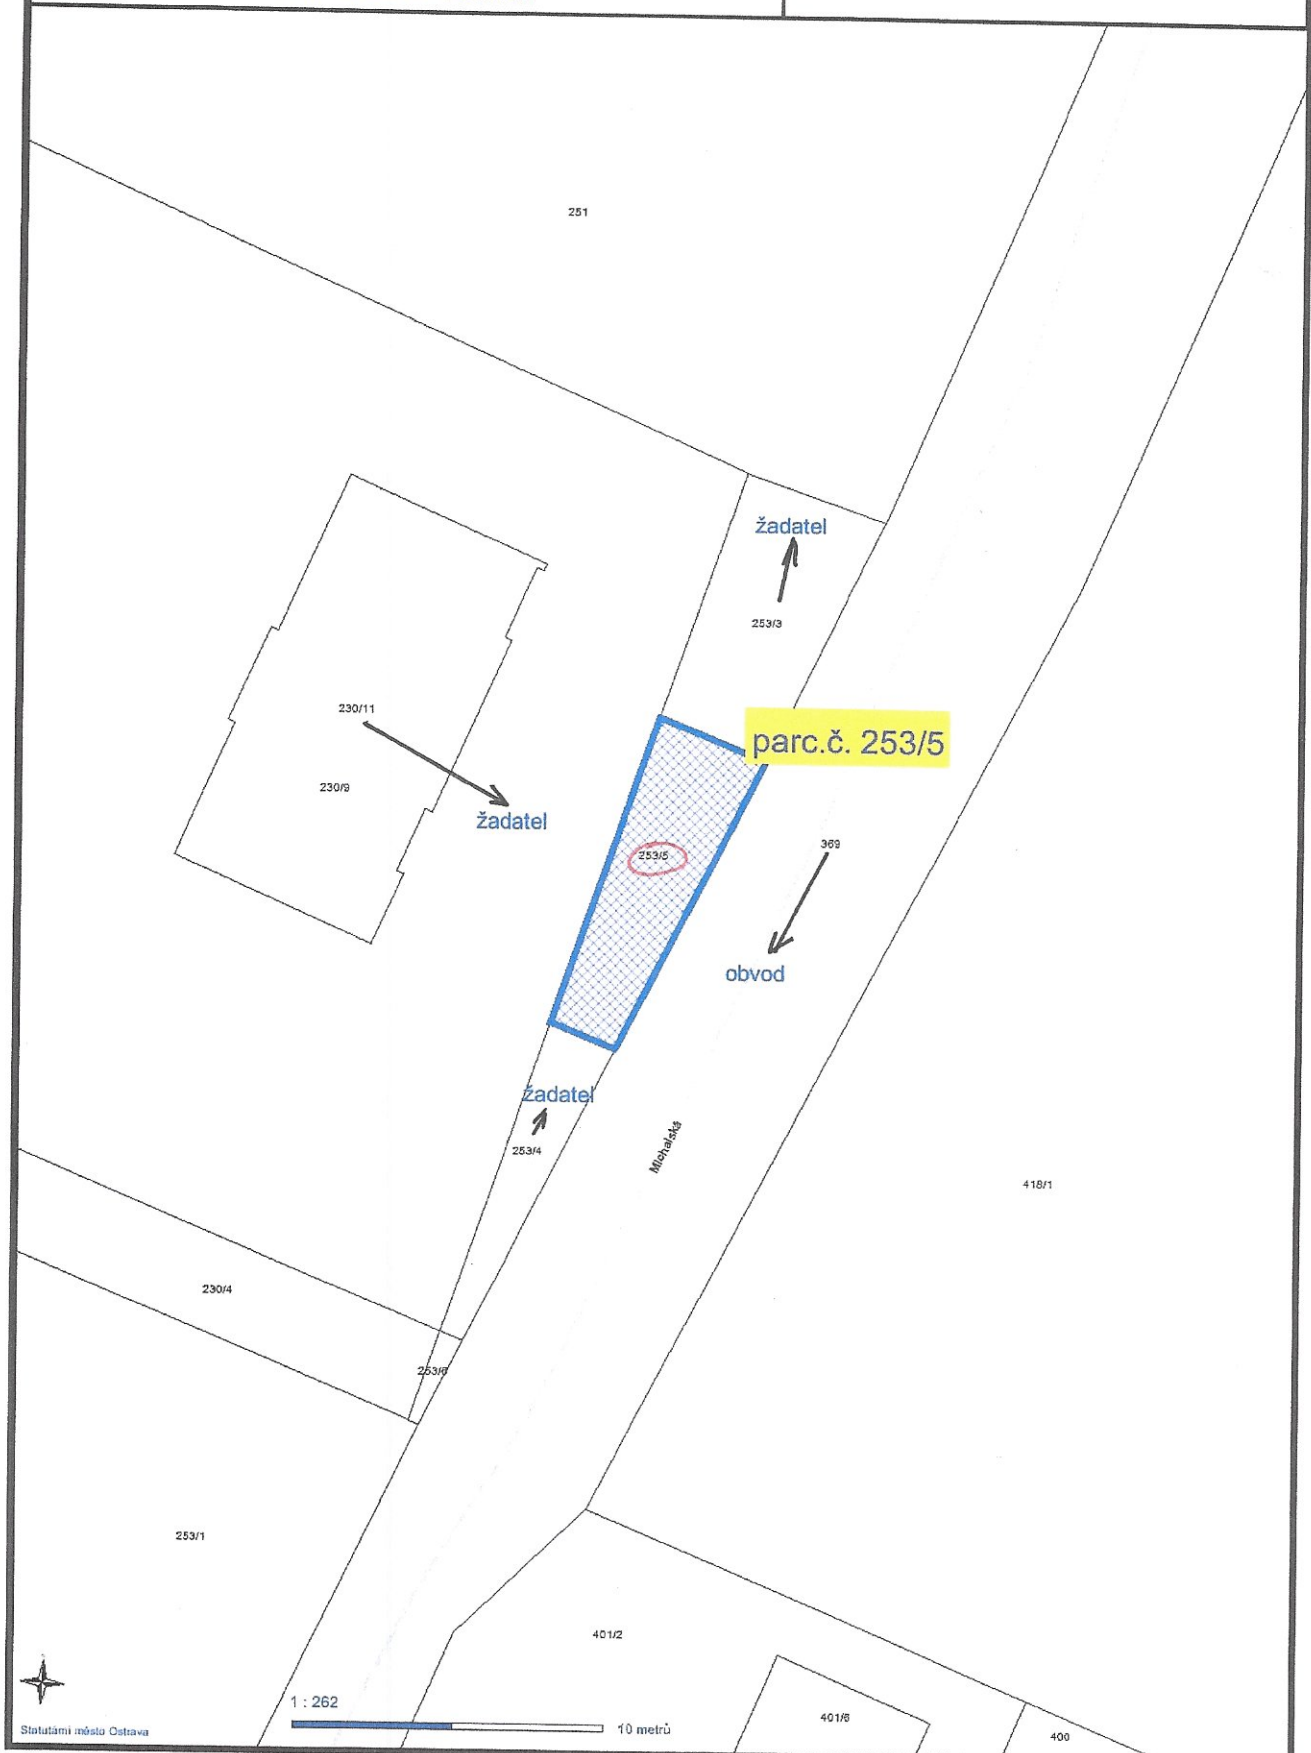 251
žadatel
253/3
230/11
parc.č. 253/5
230/9
žadatel
253/5
369
obvod
žadatel
253/4
Michalská
418/1
230/4
253/6
253/1
401/2
1 : 262
10 metrů
401/6
400
Statutární město Ostrava